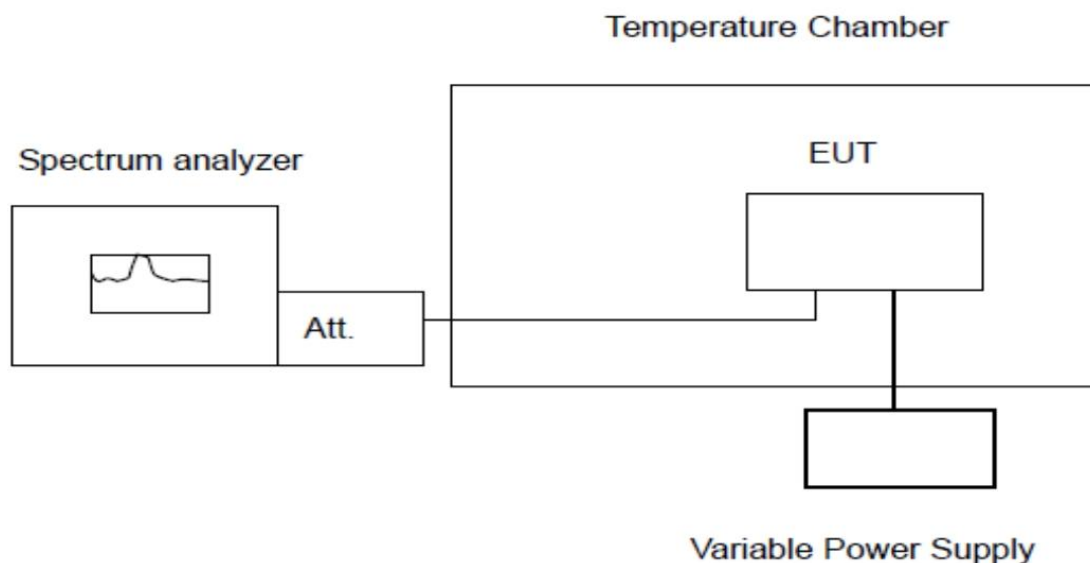 Temperature Chamber
Spectrum analyzer
EUT
Att.
Variable Power Supply